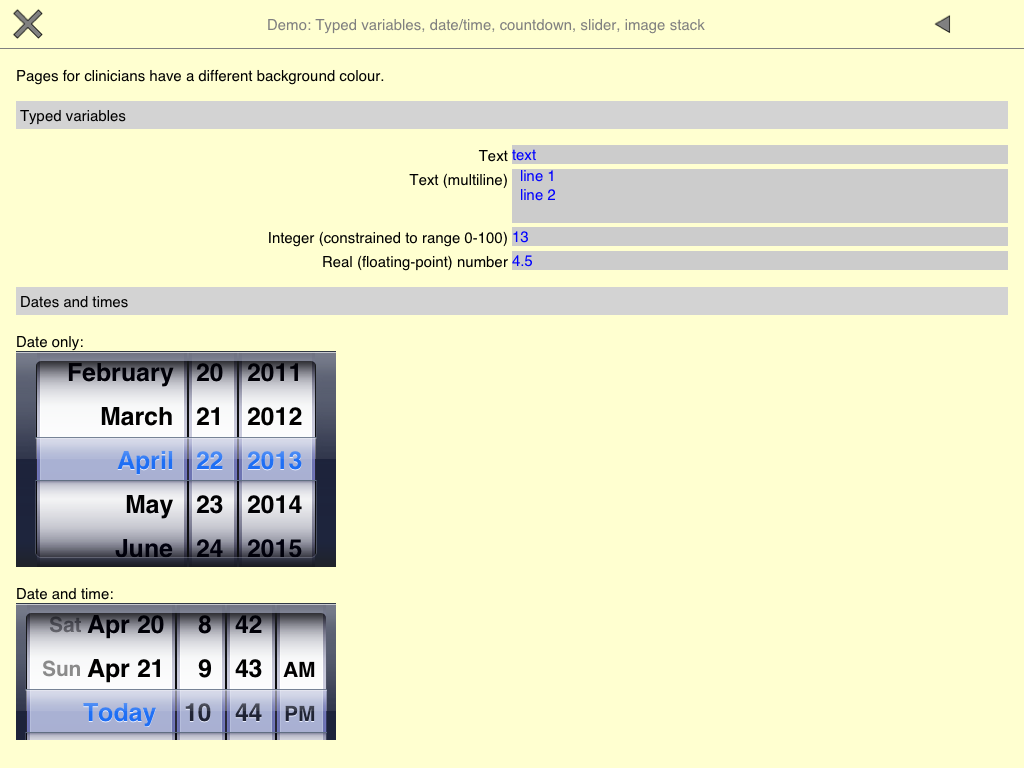 Demo: Typed variables, date/time, countdown, slider, image stack
Pages for clinicians have a different background colour.
Typed variables
Text text
Text (multiline) line 1
line 2
Integer (constrained to range 0-100) 13
Real (floating-point) number 4.5
Dates and times
Date only:
February 20 2011
March 21 2012
April 22 2013
May 23 2014
June 24 2015
Date and time:
Sat Apr 20 8 42
Sun Apr 21 9 43 AM
Today 10 44 PM